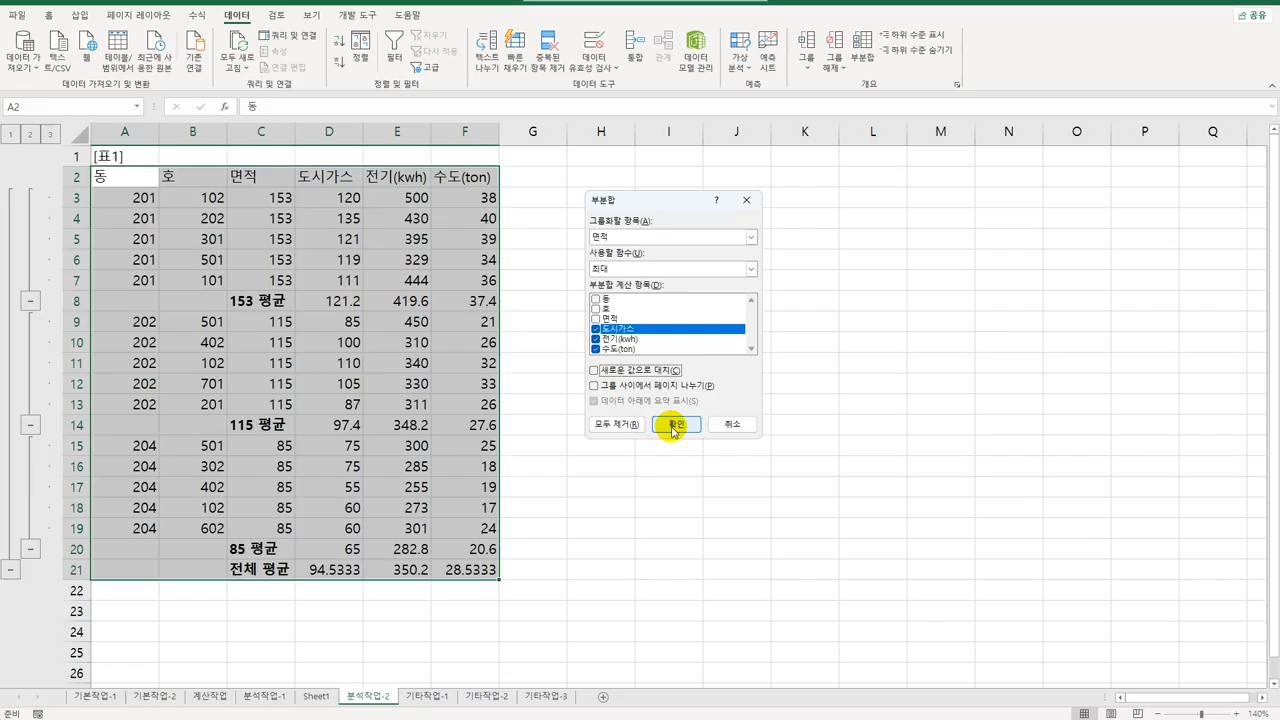 파일 홈 삽입 페이지 레이아웃 수식 데이터 검토 보기 개발 도구 도움말 공유
데이터 가져오기 텍스트/CSV 웹 테이블/범위에서 최근에 사용한 원본 기존 연결
모두 새로 고침 쿼리 및 연결 속성 연결 편집
정렬 필터 지우기 다시 적용 고급
텍스트 나누기 빠른 채우기 중복된 항목 제거 데이터 유효성 검사 통합 관계 데이터 모델 관리
가상 분석 예측 시트 그룹 그룹 해제 부분합 하위 수준 표시 하위 수준 숨기기
데이터 가져오기 및 변환 쿼리 및 연결 정렬 및 필터 데이터 도구 예측 개요
A2 fx 동
1 2 3 A B C D E F G H I J K L M N O P Q
1 [표1]
2 동 호 면적 도시가스 전기(kwh) 수도(ton)
3 201 102 153 120 500 38
4 201 202 153 135 430 40
5 201 301 153 121 395 39
6 201 501 153 119 329 34
7 201 101 153 111 444 36
8 153 평균 121.2 419.6 37.4
9 202 501 115 85 450 21
10 202 402 115 100 310 26
11 202 102 115 110 340 32
12 202 701 115 105 330 33
13 202 201 115 87 311 26
14 115 평균 97.4 348.2 27.6
15 204 501 85 75 300 25
16 204 302 85 75 285 18
17 204 402 85 55 255 19
18 204 102 85 60 273 17
19 204 602 85 60 301 24
20 85 평균 65 282.8 20.6
21 전체 평균 94.5333 350.2 28.5333
22
23
24
25
26
부분합 ?
그룹화할 항목(A):
면적
사용할 함수(U):
최대
부분합 계산 항목(D):
동
호
면적
도시가스
전기(kwh)
수도(ton)
새로운 값으로 대치(C)
그룹 사이에서 페이지 나누기(P)
데이터 아래에 요약 표시(S)
모두 제거(R) 확인 취소
기본작업-1 기본작업-2 계산작업 분석작업-1 Sheet1 분석작업-2 기타작업-1 기타작업-2 기타작업-3
준비 140%